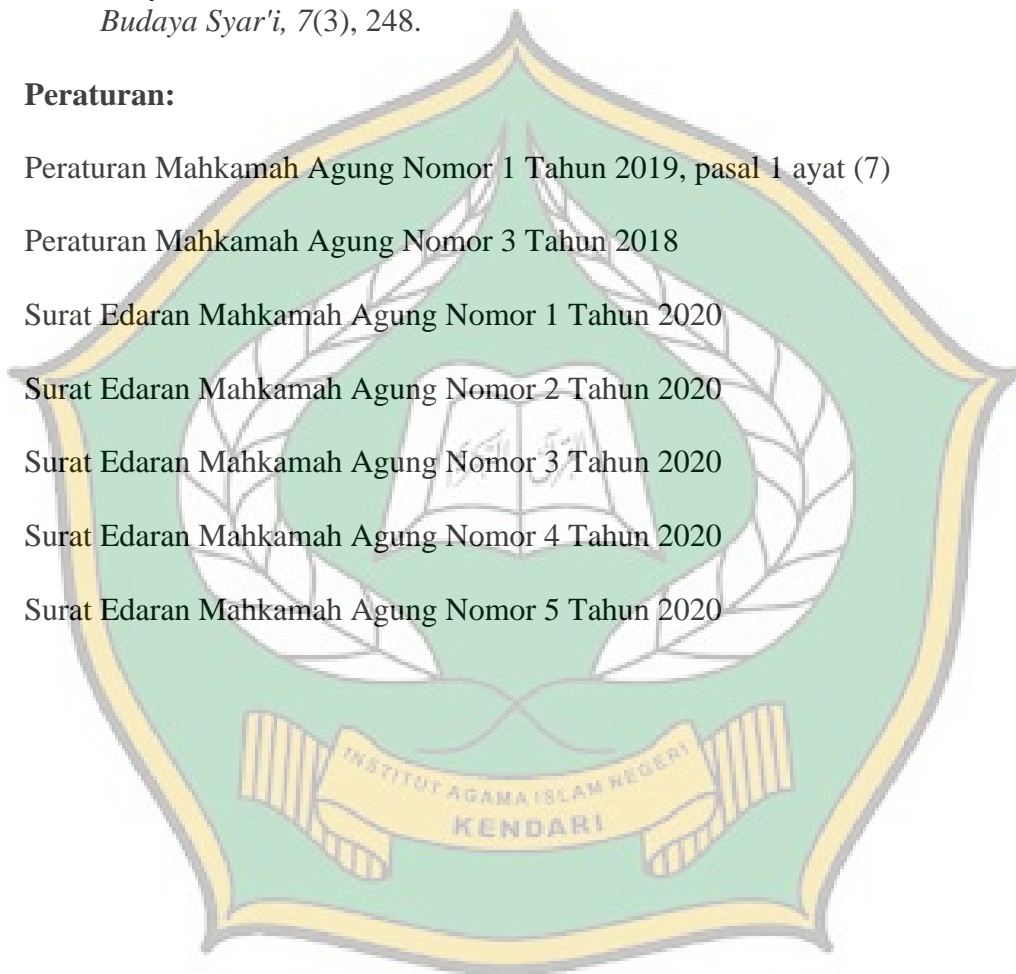 Budaya Syar'i, 7(3), 248.
Peraturan:
Peraturan Mahkamah Agung Nomor 1 Tahun 2019, pasal 1 ayat (7)
Peraturan Mahkamah Agung Nomor 3 Tahun 2018
Surat Edaran Mahkamah Agung Nomor 1 Tahun 2020
Surat Edaran Mahkamah Agung Nomor 2 Tahun 2020
Surat Edaran Mahkamah Agung Nomor 3 Tahun 2020
Surat Edaran Mahkamah Agung Nomor 4 Tahun 2020
Surat Edaran Mahkamah Agung Nomor 5 Tahun 2020
INSTITUT AGAMA ISLAM NEGERI
KENDARI